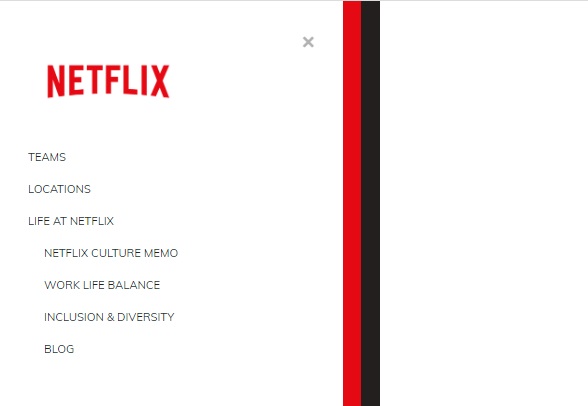 NETFLIX
TEAMS
LOCATIONS
LIFE AT NETFLIX
NETFLIX CULTURE MEMO
WORK LIFE BALANCE
INCLUSION & DIVERSITY
BLOG